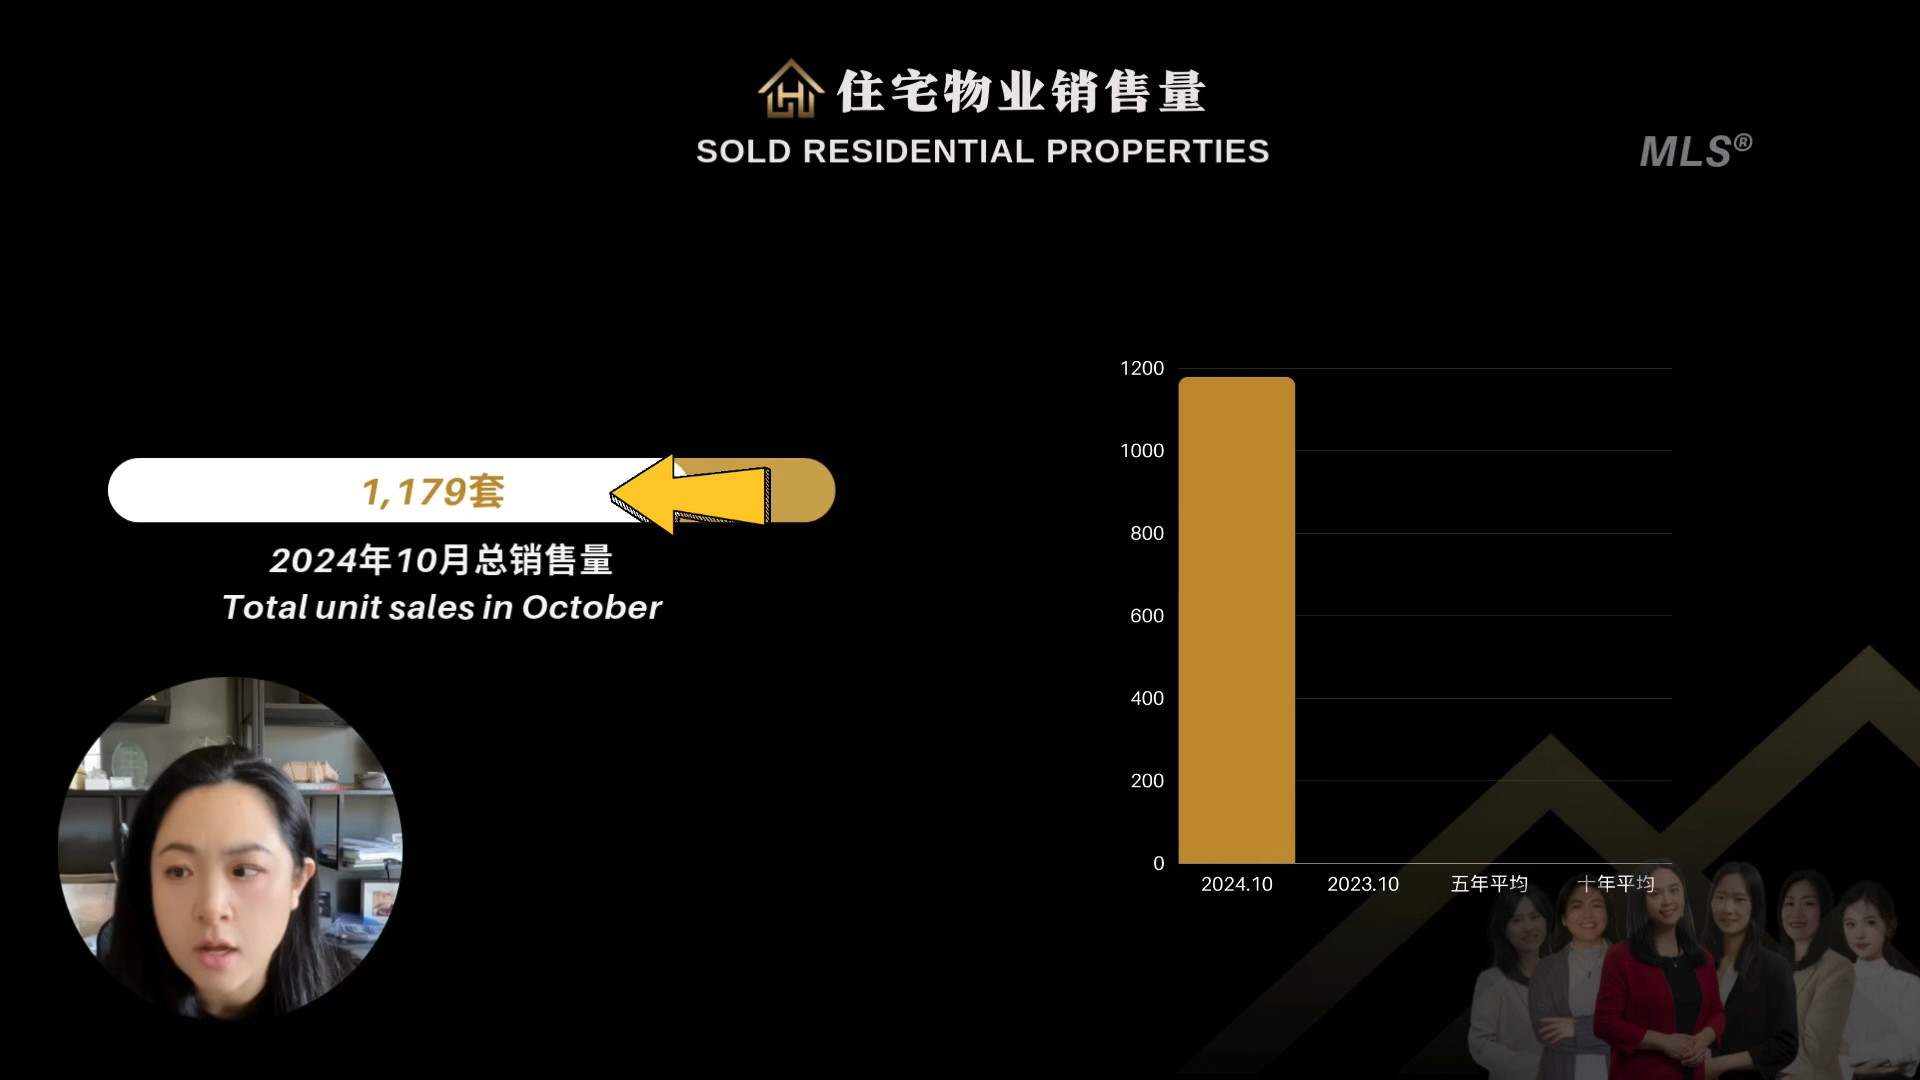 住宅物业销售量
SOLD RESIDENTIAL PROPERTIES
MLS®
1,179套
2024年10月总销售量
Total unit sales in October
1200
1000
800
600
400
200
0
2024.10
2023.10
五年平均
十年平均